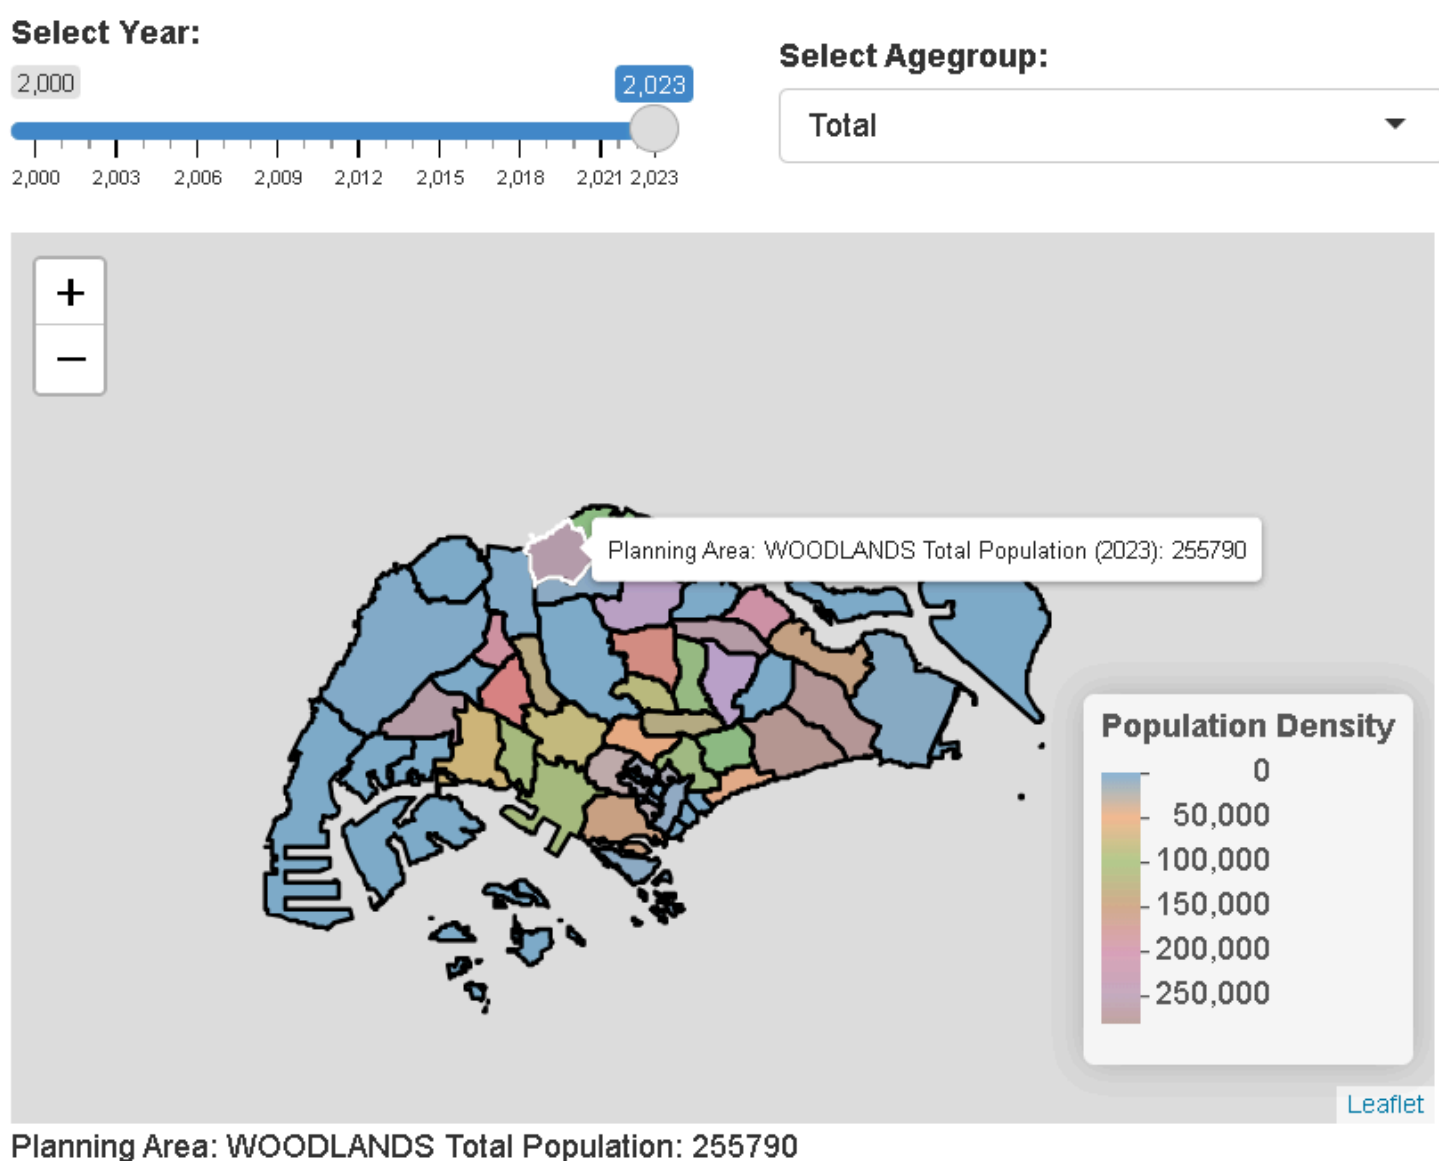 Select Year:
2,000
2,023
2,000 2,003 2,006 2,009 2,012 2,015 2,018 2,021 2,023
Select Agegroup:
Total
+
−
Planning Area: WOODLANDS Total Population (2023): 255790
Population Density
0
50,000
100,000
150,000
200,000
250,000
Leaflet
Planning Area: WOODLANDS Total Population: 255790